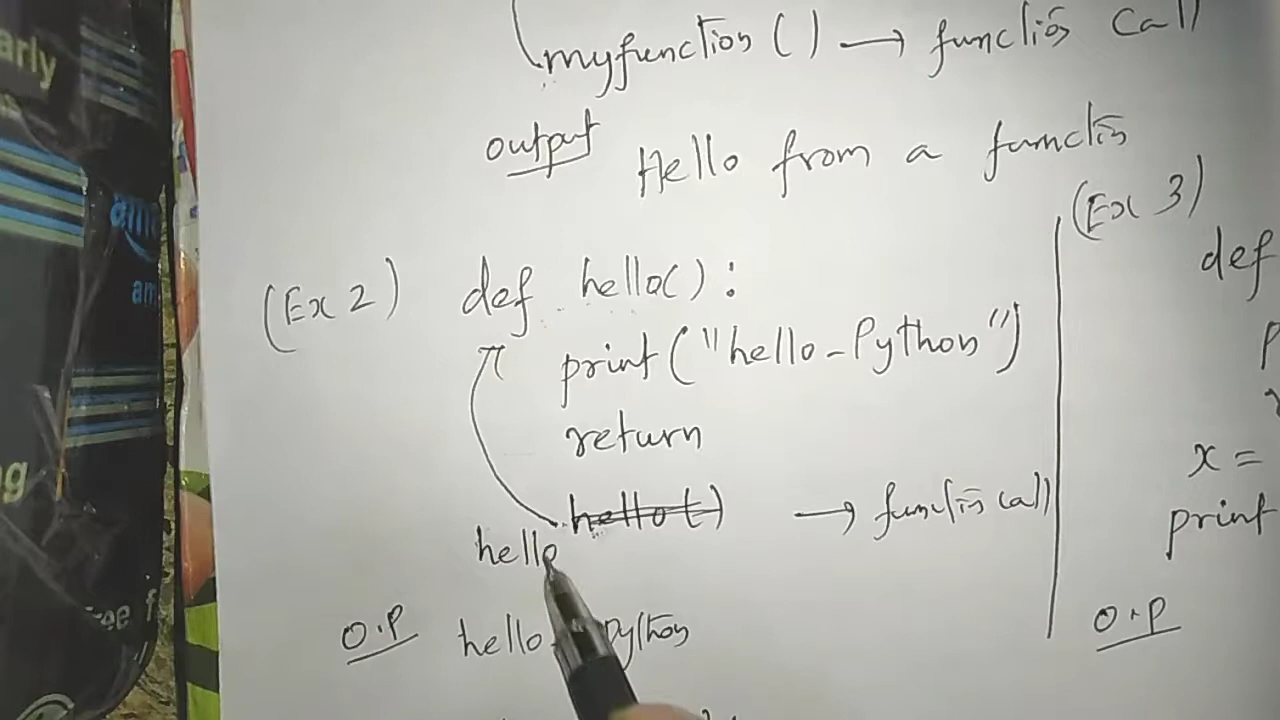 arly
myfunction() → function call
output Hello from a function
(Ex 2) def hello():
print("hello-Python")
return
hello() → function call
hello
O.P hello Python
(Ex 3)
def
x =
print
O.P